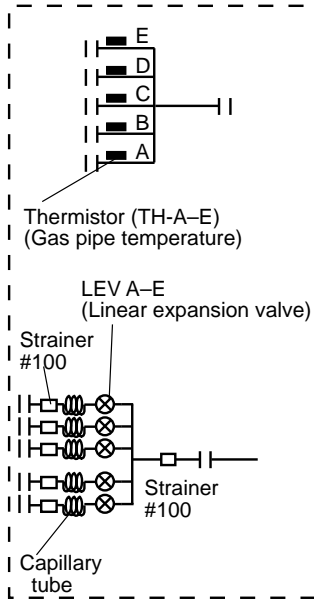 E
D
C
B
A
Thermistor (TH-A–E)
(Gas pipe temperature)
LEV A–E
(Linear expansion valve)
Strainer
#100
Strainer
#100
Capillary
tube